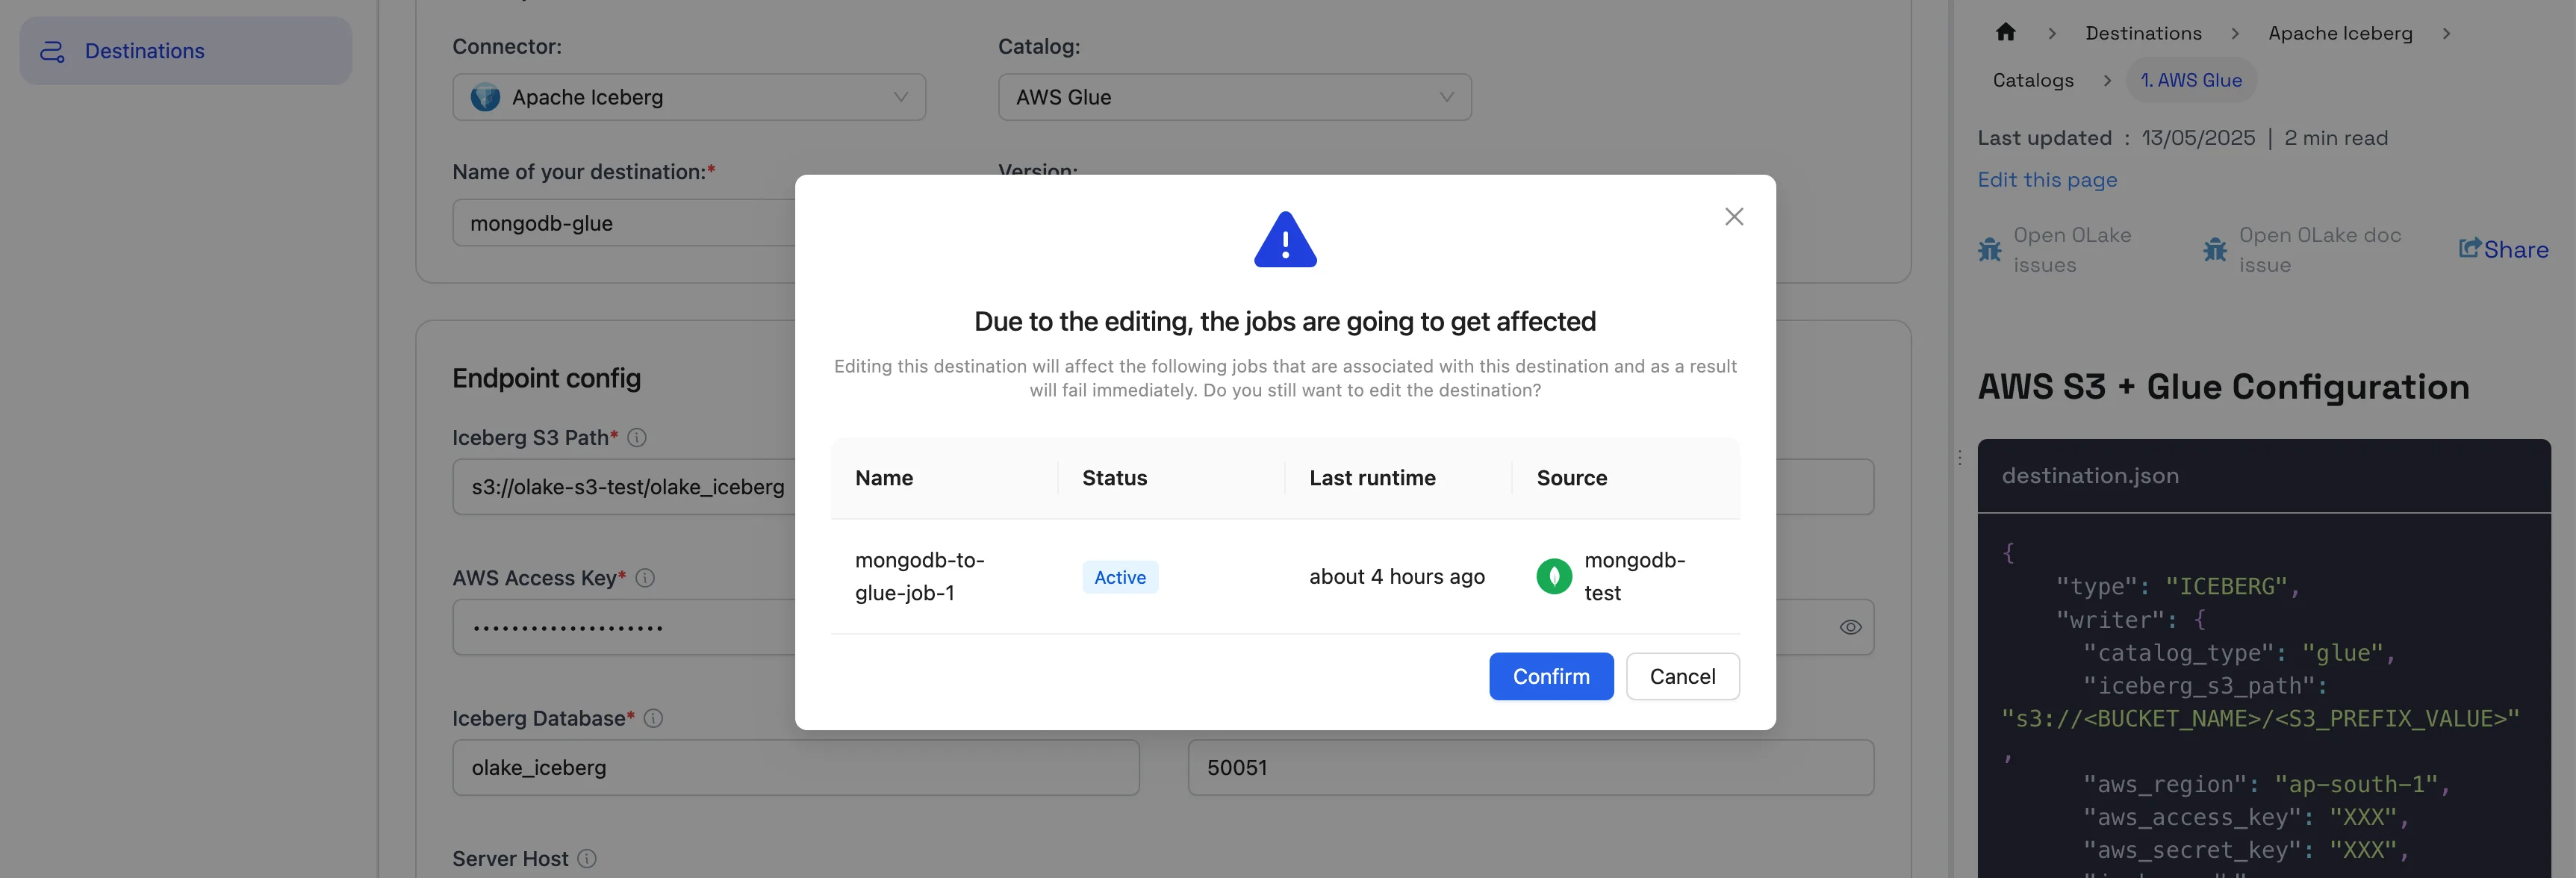 Destinations
Connector:
Catalog:
Apache Iceberg
AWS Glue
Name of your destination:*
Version:
mongodb-glue
Endpoint config
Iceberg S3 Path*
s3://olake-s3-test/olake_iceberg
AWS Access Key*
••••••••••••••••••••
Iceberg Database*
olake_iceberg
50051
Server Host
Due to the editing, the jobs are going to get affected
Editing this destination will affect the following jobs that are associated with this destination and as a result
will fail immediately. Do you still want to edit the destination?
Name Status Last runtime Source
mongodb-to-
glue-job-1
Active
about 4 hours ago
mongodb-
test
Confirm
Cancel
> Destinations > Apache Iceberg >
Catalogs > 1. AWS Glue
Last updated : 13/05/2025 | 2 min read
Edit this page
Open OLake
issues
Open OLake doc
issue
Share
AWS S3 + Glue Configuration
destination.json
{
"type": "ICEBERG",
"writer": {
"catalog_type": "glue",
"iceberg_s3_path":
"s3://<BUCKET_NAME>/<S3_PREFIX_VALUE>"
,
"aws_region": "ap-south-1",
"aws_access_key": "XXX",
"aws_secret_key": "XXX",